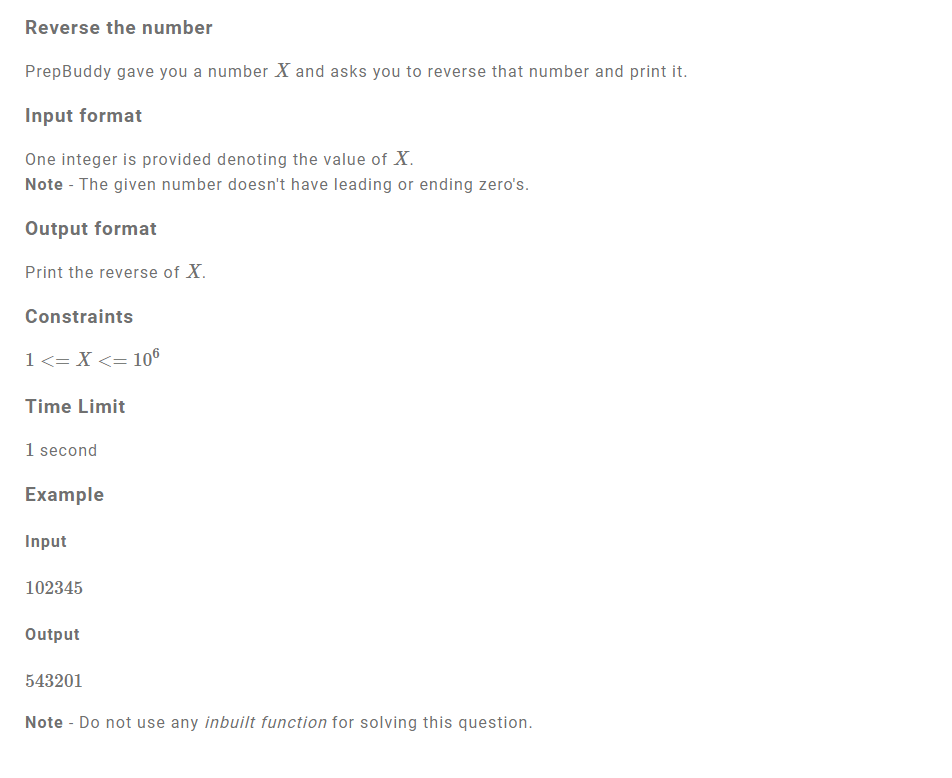 Reverse the number
PrepBuddy gave you a number X and asks you to reverse that number and print it.
Input format
One integer is provided denoting the value of X.
Note - The given number doesn't have leading or ending zero's.
Output format
Print the reverse of X.
Constraints
1 <= X <= 10^6
Time Limit
1 second
Example
Input
102345
Output
543201
Note - Do not use any inbuilt function for solving this question.